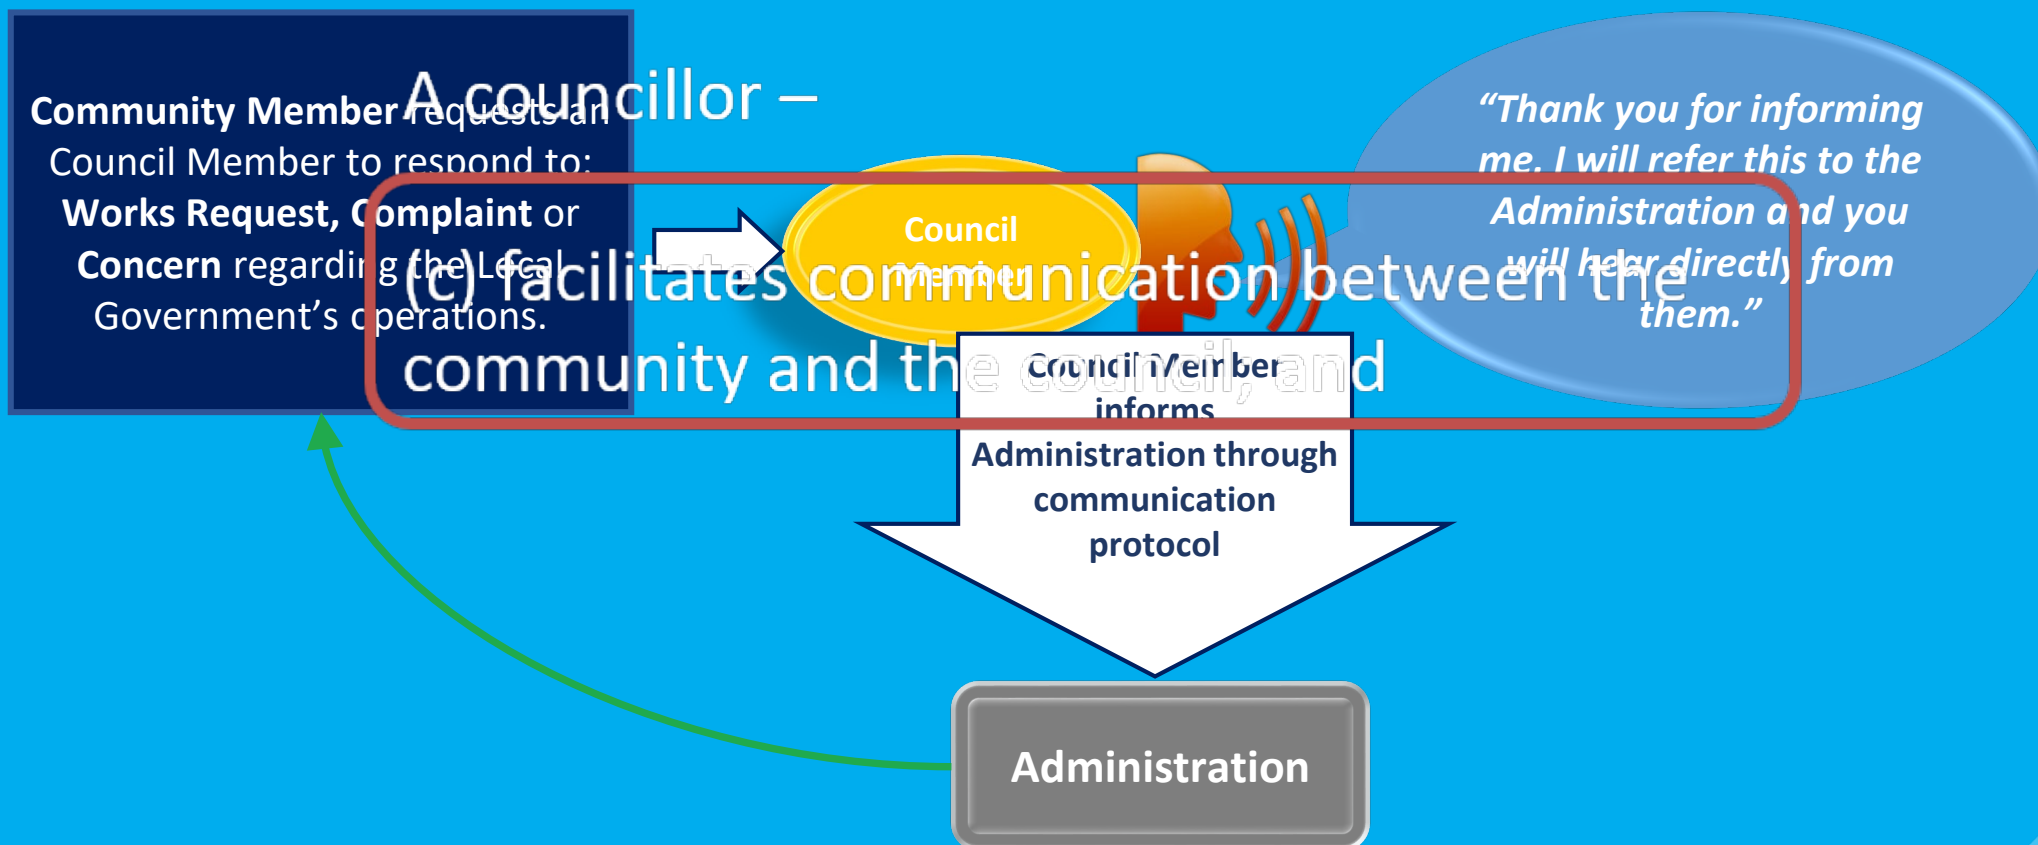 A councillor –
(c) facilitates communication between the
community and the council; and
Community Member requests an
Council Member to respond to:
Works Request, Complaint or
Concern regarding the Local
Government’s operations.
Council
Member
“Thank you for informing
me. I will refer this to the
Administration and you
will hear directly from
them.”
Council Member
informs
Administration through
communication
protocol
Administration